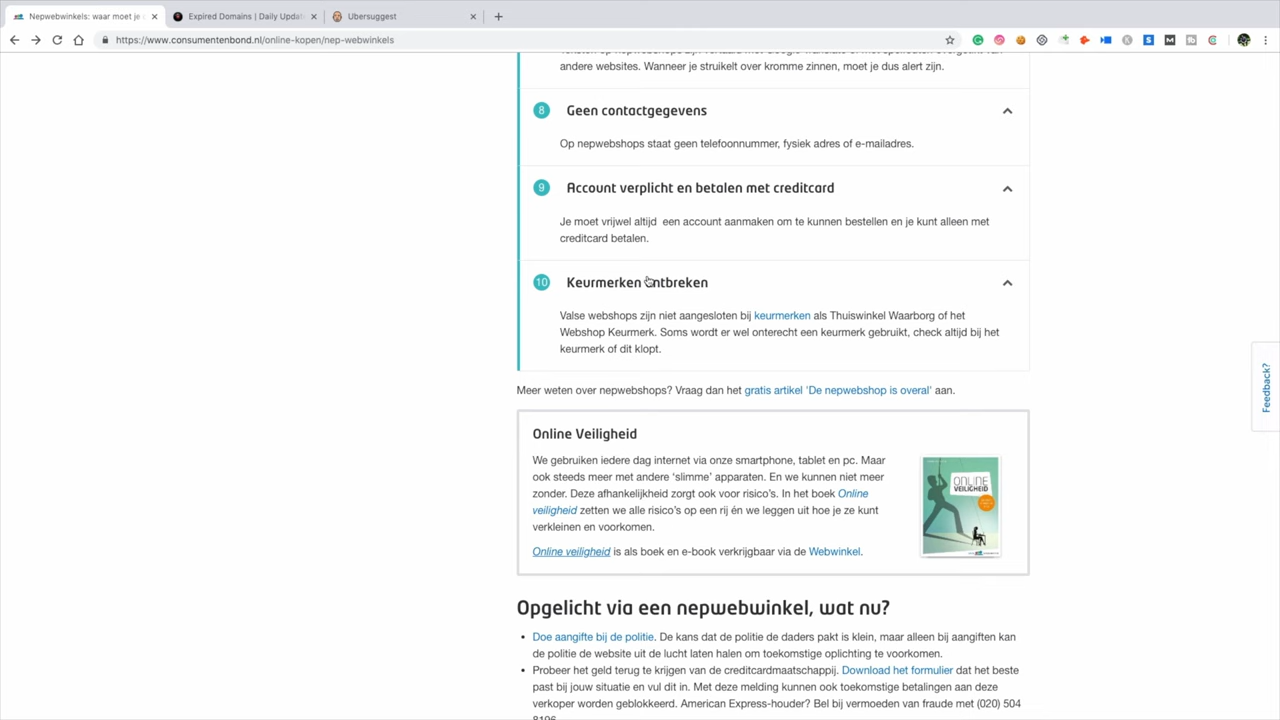 Nepwebwinkels: waar moet je
Expired Domains | Daily Updat
Ubersuggest
https://www.consumentenbond.nl/online-kopen/nep-webwinkels
andere websites. Wanneer je struikelt over kromme zinnen, moet je dus alert zijn.
8 Geen contactgegevens
Op nepwebshops staat geen telefoonnummer, fysiek adres of e-mailadres.
9 Account verplicht en betalen met creditcard
Je moet vrijwel altijd een account aanmaken om te kunnen bestellen en je kunt alleen met
creditcard betalen.
10 Keurmerken ontbreken
Valse webshops zijn niet aangesloten bij keurmerken als Thuiswinkel Waarborg of het
Webshop Keurmerk. Soms wordt er wel onterecht een keurmerk gebruikt, check altijd bij het
keurmerk of dit klopt.
Meer weten over nepwebshops? Vraag dan het gratis artikel 'De nepwebshop is overal' aan.
Online Veiligheid
We gebruiken iedere dag internet via onze smartphone, tablet en pc. Maar
ook steeds meer met andere 'slimme' apparaten. En we kunnen niet meer
zonder. Deze afhankelijkheid zorgt ook voor risico's. In het boek Online
veiligheid zetten we alle risico's op een rij én we leggen uit hoe je ze kunt
verkleinen en voorkomen.
Online veiligheid is als boek en e-book verkrijgbaar via de Webwinkel.
ONLINE
VEILIGHEID
Feedback?
Opgelicht via een nepwebwinkel, wat nu?
• Doe aangifte bij de politie. De kans dat de politie de daders pakt is klein, maar alleen bij aangiften kan
de politie de website uit de lucht laten halen om toekomstige oplichting te voorkomen.
• Probeer het geld terug te krijgen van de creditcardmaatschappij. Download het formulier dat het beste
past bij jouw situatie en vul dit in. Met deze melding kunnen ook toekomstige betalingen aan deze
verkoper worden geblokkeerd. American Express-houder? Bel bij vermoeden van fraude met (020) 504
8196